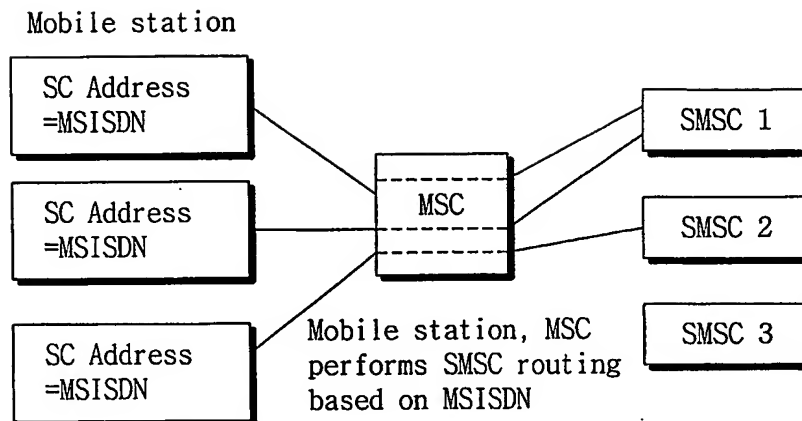 Mobile station
SC Address
=MSISDN
SC Address
=MSISDN
SC Address
=MSISDN
MSC
SMSC 1
SMSC 2
SMSC 3
Mobile station, MSC
performs SMSC routing
based on MSISDN